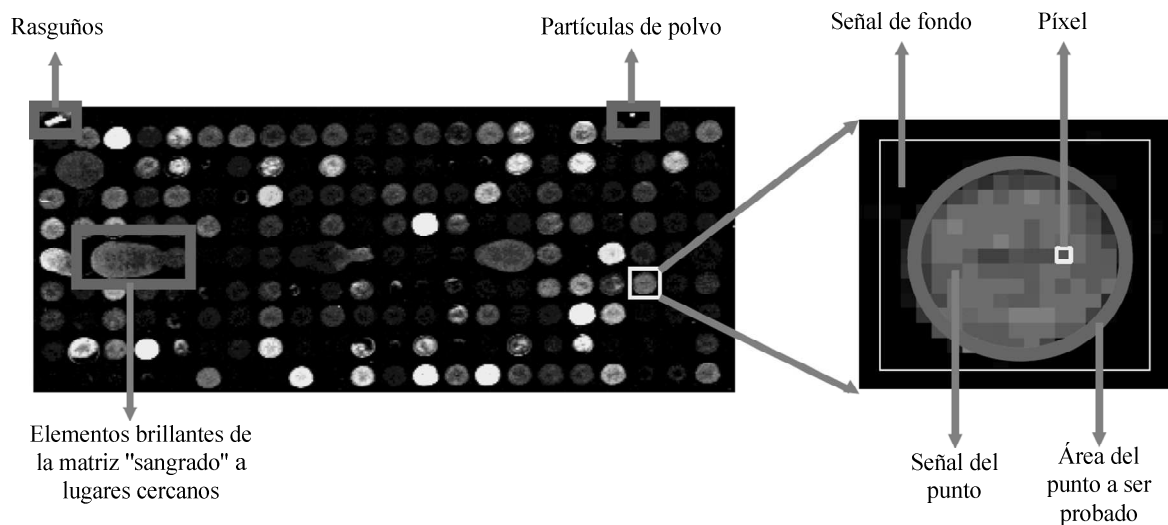 Rasguños
Partículas de polvo
Señal de fondo
Píxel
Elementos brillantes de
la matriz "sangrado" a
lugares cercanos
Señal del
punto
Área del
punto a ser
probado